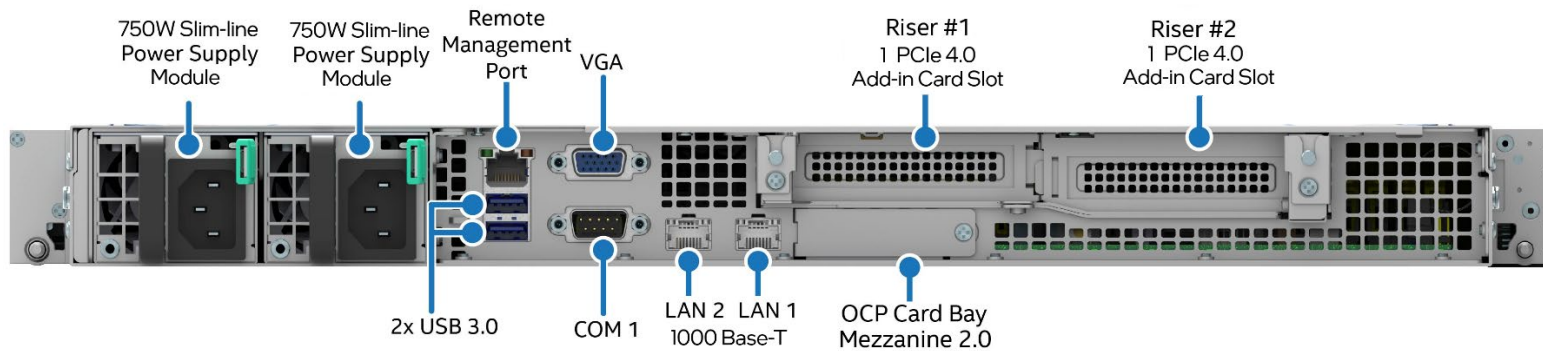 750W Slim-line
Power Supply
Module
750W Slim-line
Power Supply
Module
Remote
Management
Port
VGA
Riser #1
1 PCIe 4.0
Add-in Card Slot
Riser #2
1 PCIe 4.0
Add-in Card Slot
2x USB 3.0
COM 1
LAN 2 LAN 1
1000 Base-T
OCP Card Bay
Mezzanine 2.0